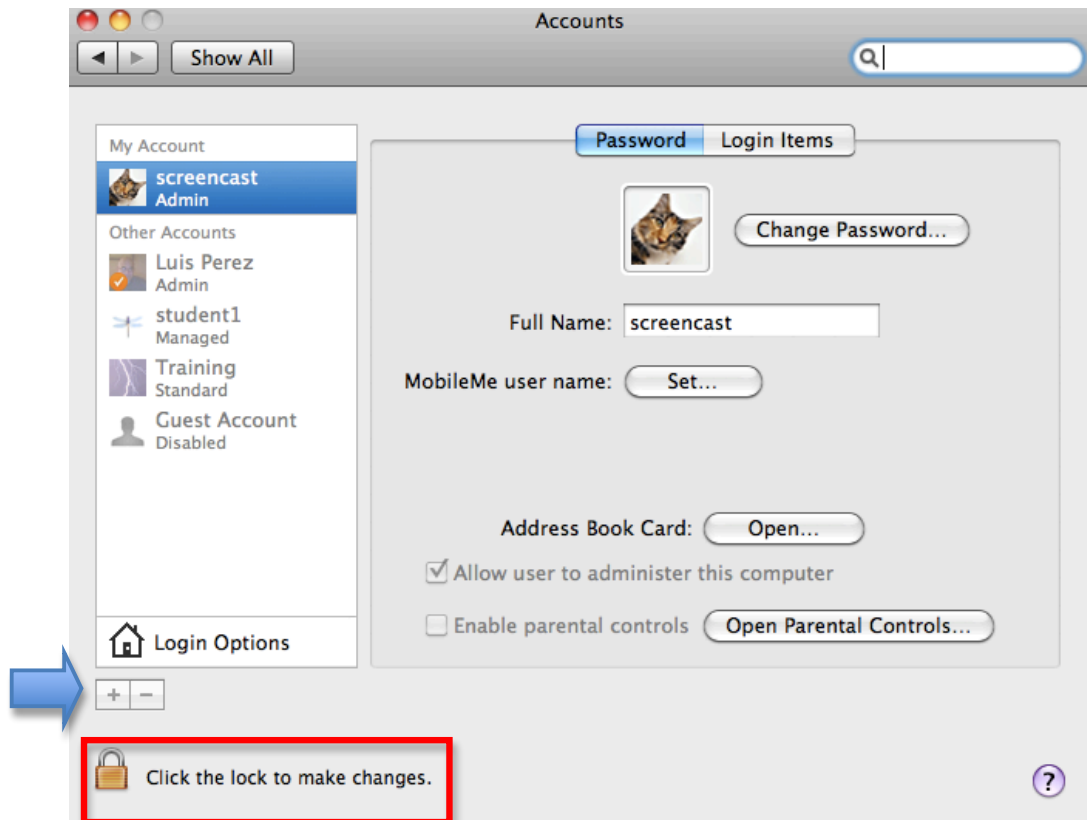 Accounts
Show All
My Account
screencast
Admin
Other Accounts
Luis Perez
Admin
student1
Managed
Training
Standard
Guest Account
Disabled
Login Options
+ −
Password Login Items
Change Password...
Full Name: screencast
MobileMe user name: Set...
Address Book Card: Open...
Allow user to administer this computer
Enable parental controls Open Parental Controls...
Click the lock to make changes.
?